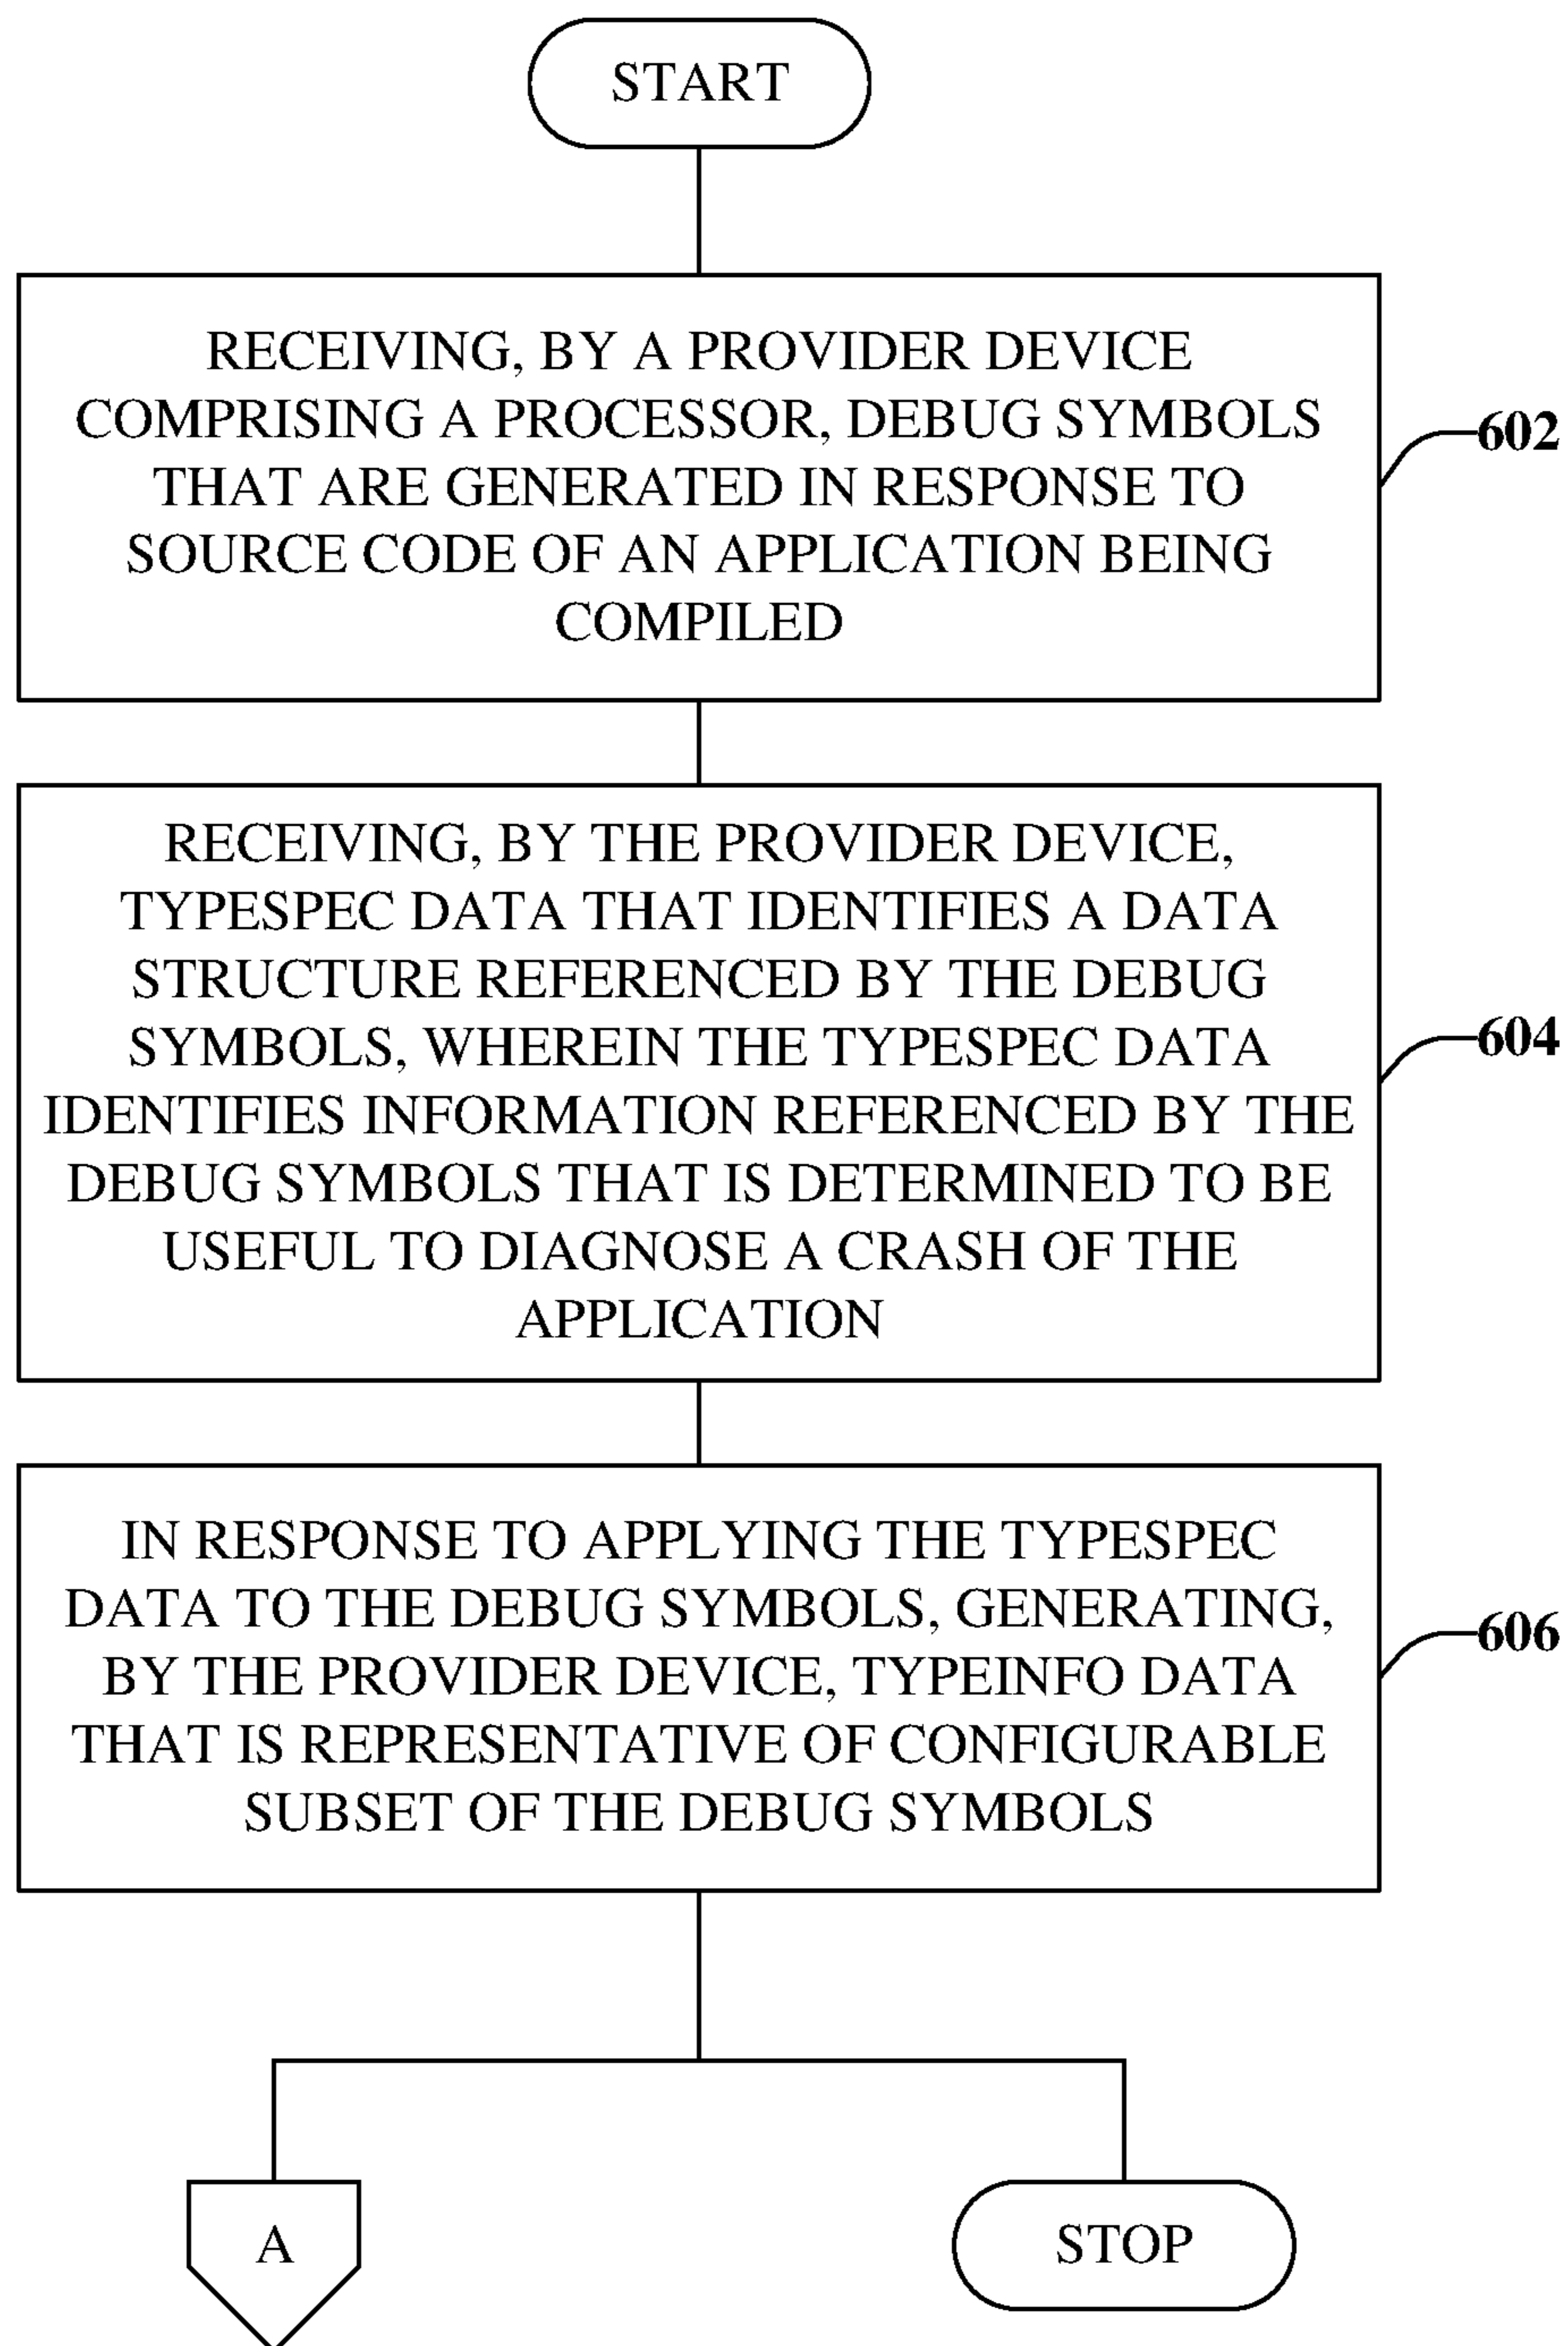 START
RECEIVING, BY A PROVIDER DEVICE
COMPRISING A PROCESSOR, DEBUG SYMBOLS
THAT ARE GENERATED IN RESPONSE TO
SOURCE CODE OF AN APPLICATION BEING
COMPILED
602
RECEIVING, BY THE PROVIDER DEVICE,
TYPESPEC DATA THAT IDENTIFIES A DATA
STRUCTURE REFERENCED BY THE DEBUG
SYMBOLS, WHEREIN THE TYPESPEC DATA
IDENTIFIES INFORMATION REFERENCED BY THE
DEBUG SYMBOLS THAT IS DETERMINED TO BE
USEFUL TO DIAGNOSE A CRASH OF THE
APPLICATION
604
IN RESPONSE TO APPLYING THE TYPESPEC
DATA TO THE DEBUG SYMBOLS, GENERATING,
BY THE PROVIDER DEVICE, TYPEINFO DATA
THAT IS REPRESENTATIVE OF CONFIGURABLE
SUBSET OF THE DEBUG SYMBOLS
606
A
STOP